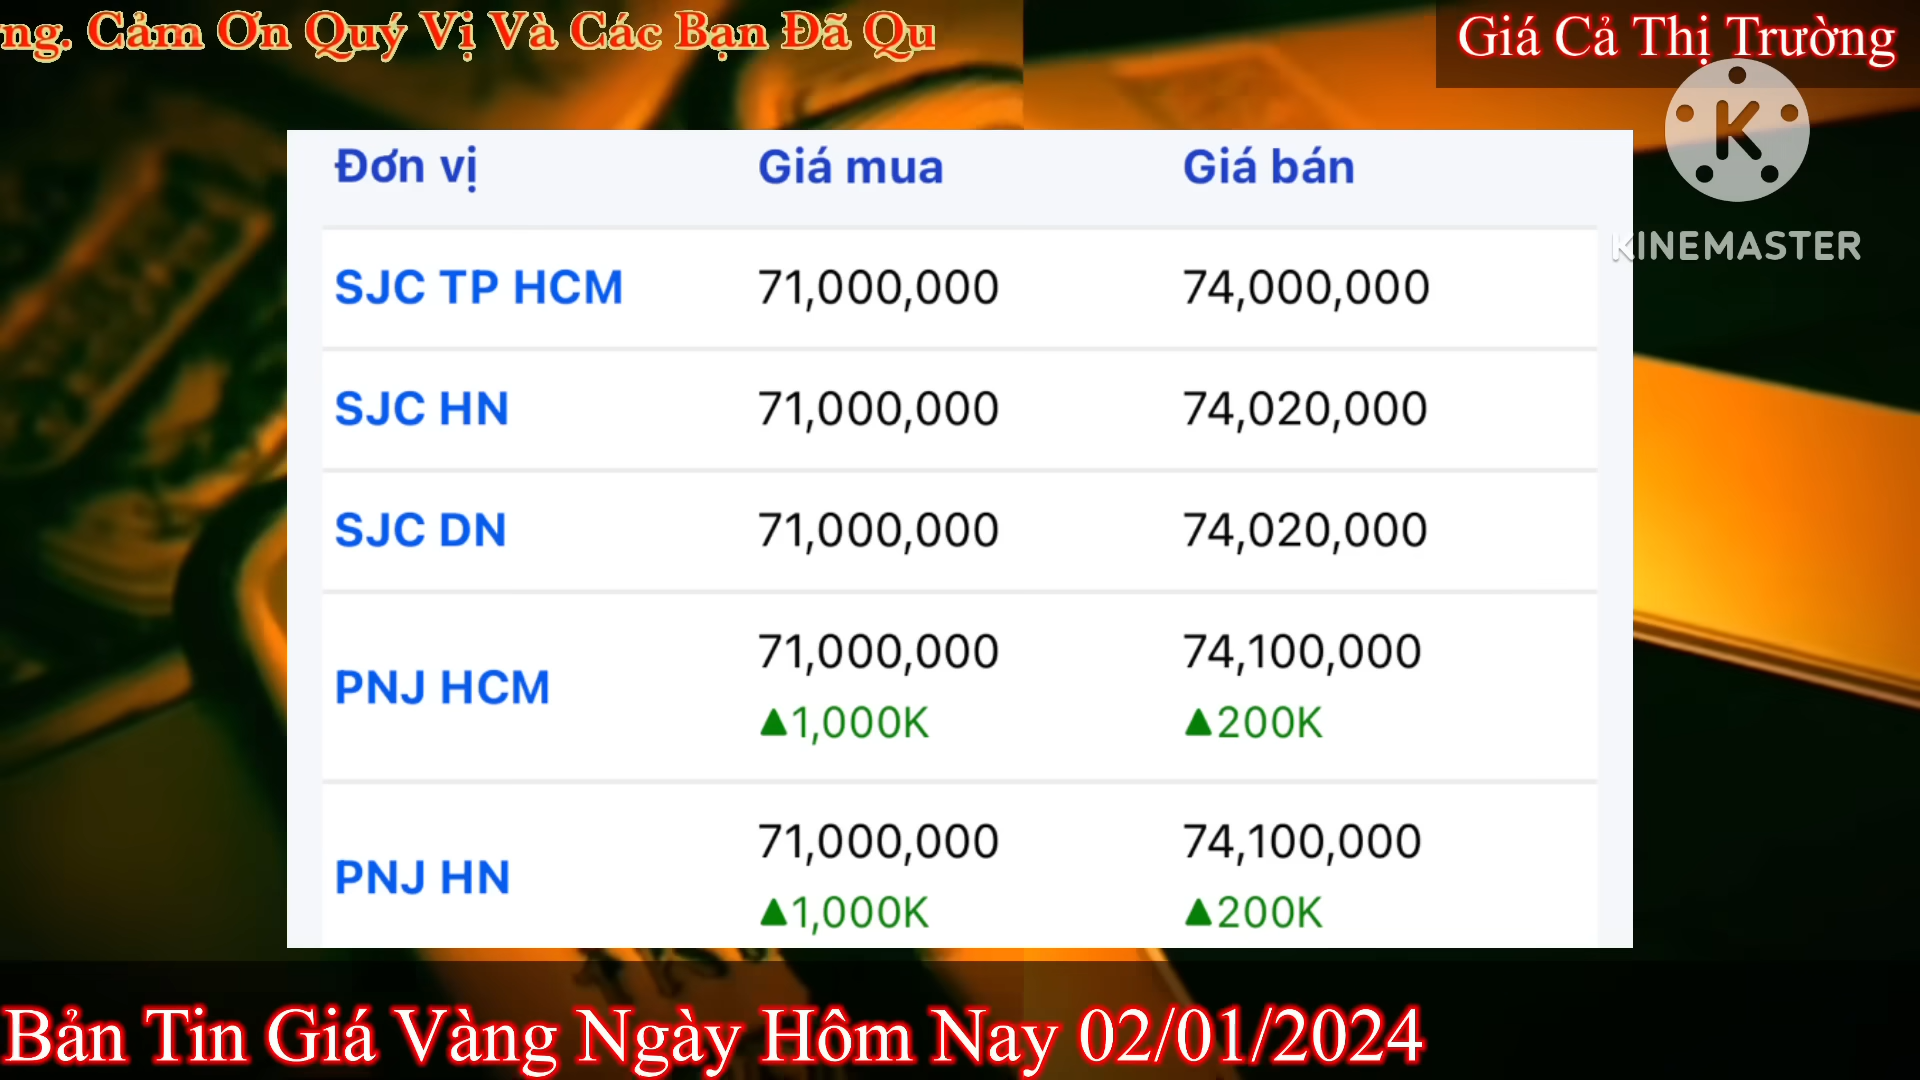 ng. Cảm Ơn Quý Vị Và Các Bạn Đã Qu
Giá Cả Thị Trường
K
KINEMASTER
Đơn vị Giá mua Giá bán
SJC TP HCM 71,000,000 74,000,000
SJC HN 71,000,000 74,020,000
SJC DN 71,000,000 74,020,000
PNJ HCM 71,000,000 74,100,000
▲1,000K ▲200K
PNJ HN 71,000,000 74,100,000
▲1,000K ▲200K
Bản Tin Giá Vàng Ngày Hôm Nay 02/01/2024